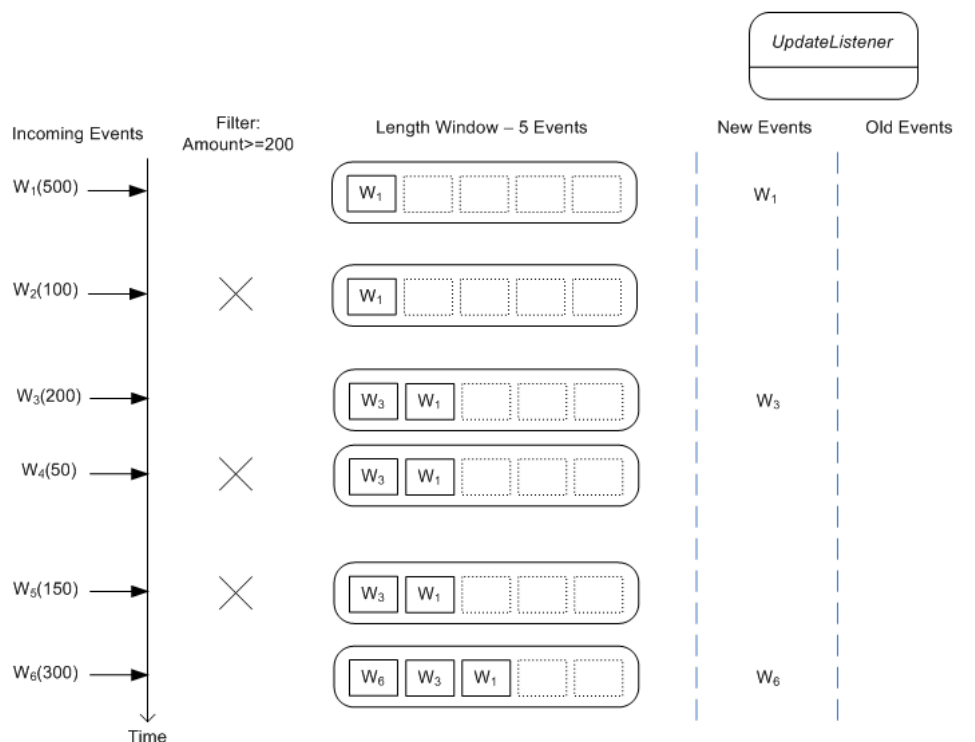 UpdateListener
Incoming Events
Filter:
Amount>=200
Length Window – 5 Events
New Events
Old Events
W₁(500)
W₁
W₁
W₂(100)
W₁
W₃(200)
W₃ W₁
W₃
W₄(50)
W₃ W₁
W₅(150)
W₃ W₁
W₆(300)
W₆ W₃ W₁
W₆
Time